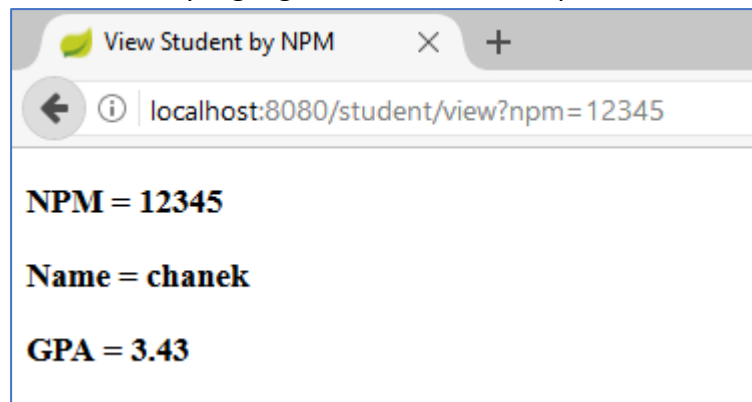 View Student by NPM
localhost:8080/student/view?npm=12345
NPM = 12345
Name = chanek
GPA = 3.43